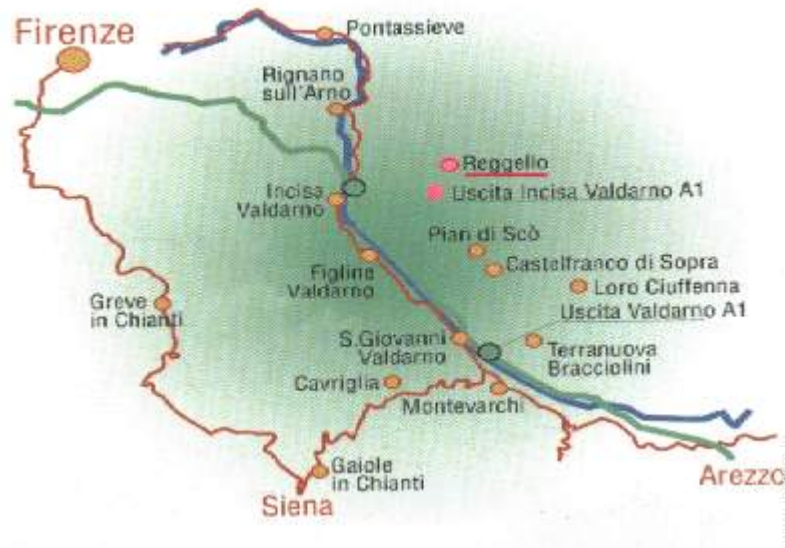 Firenze
Pontassieve
Rignano
sull'Arno
Reggello
Uscita Incisa Valdarno A1
Incisa
Valdarno
Pian di Scò
Castelfranco di Sopra
Figline
Valdarno
Loro Ciuffenna
Greve
in Chianti
Uscita Valdarno A1
S.Giovanni
Valdarno
Terranuova
Bracciolini
Cavriglia
Montevarchi
Gaiole
in Chianti
Siena
Arezzo